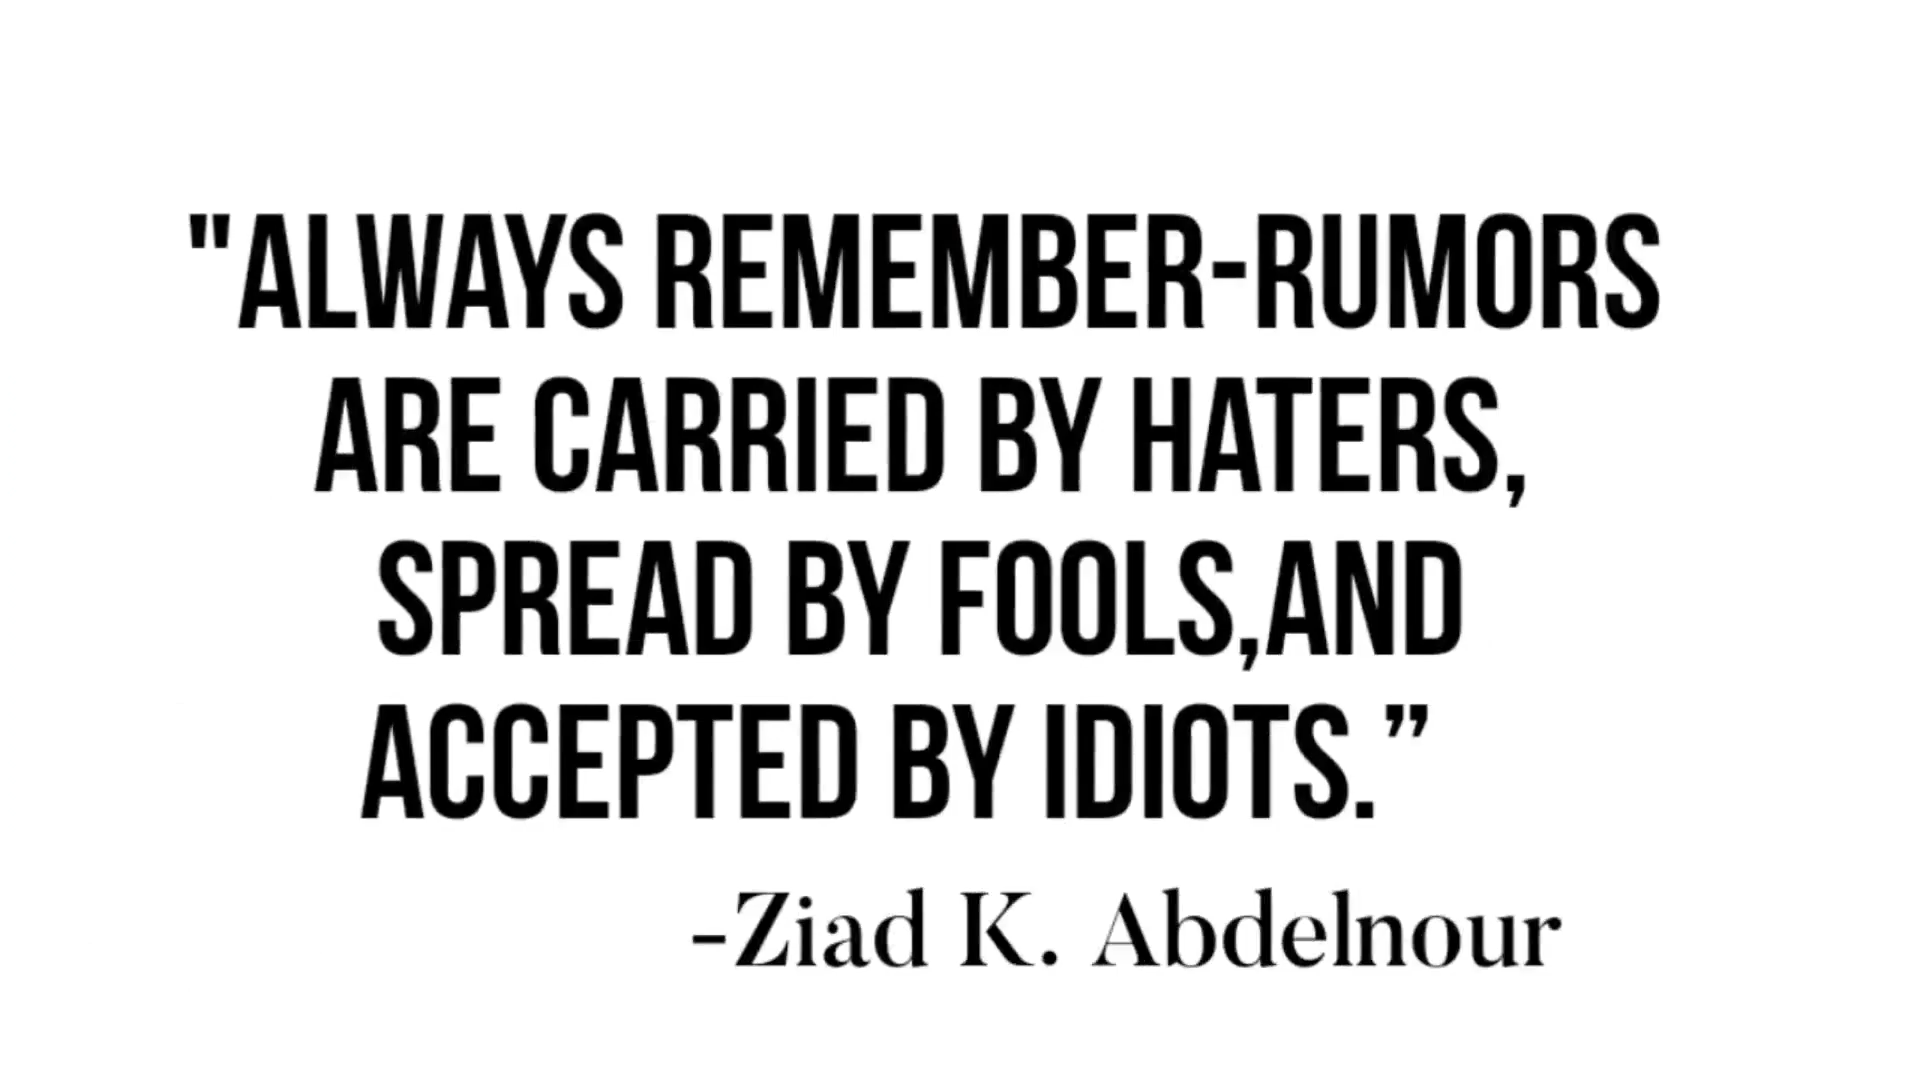 "ALWAYS REMEMBER-RUMORS
ARE CARRIED BY HATERS,
SPREAD BY FOOLS,AND
ACCEPTED BY IDIOTS.”
-Ziad K. Abdelnour